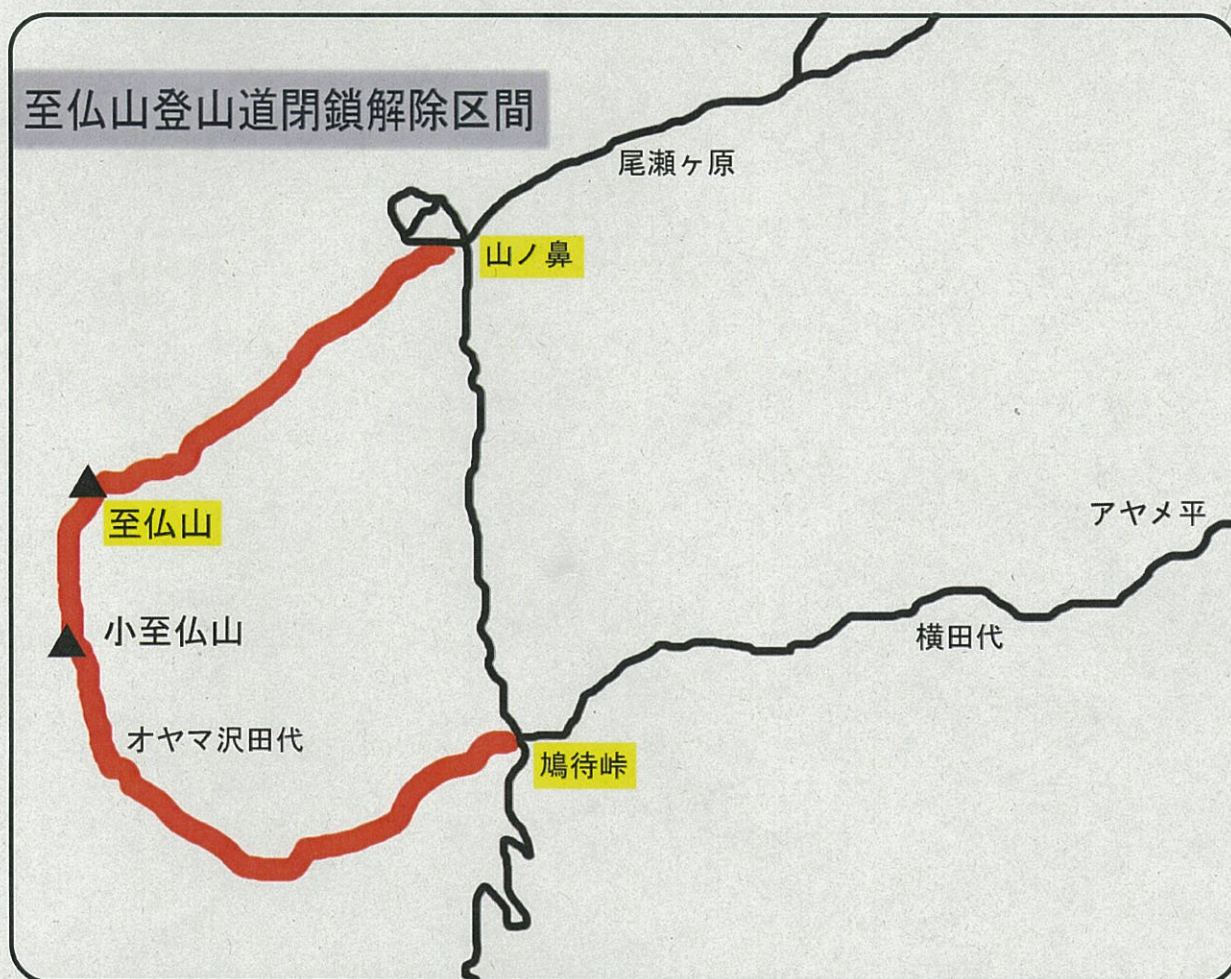 至仏山登山道閉鎖解除区間
尾瀬ヶ原
山ノ鼻
アヤメ平
至仏山
小至仏山
横田代
オヤマ沢田代
鳩待峠